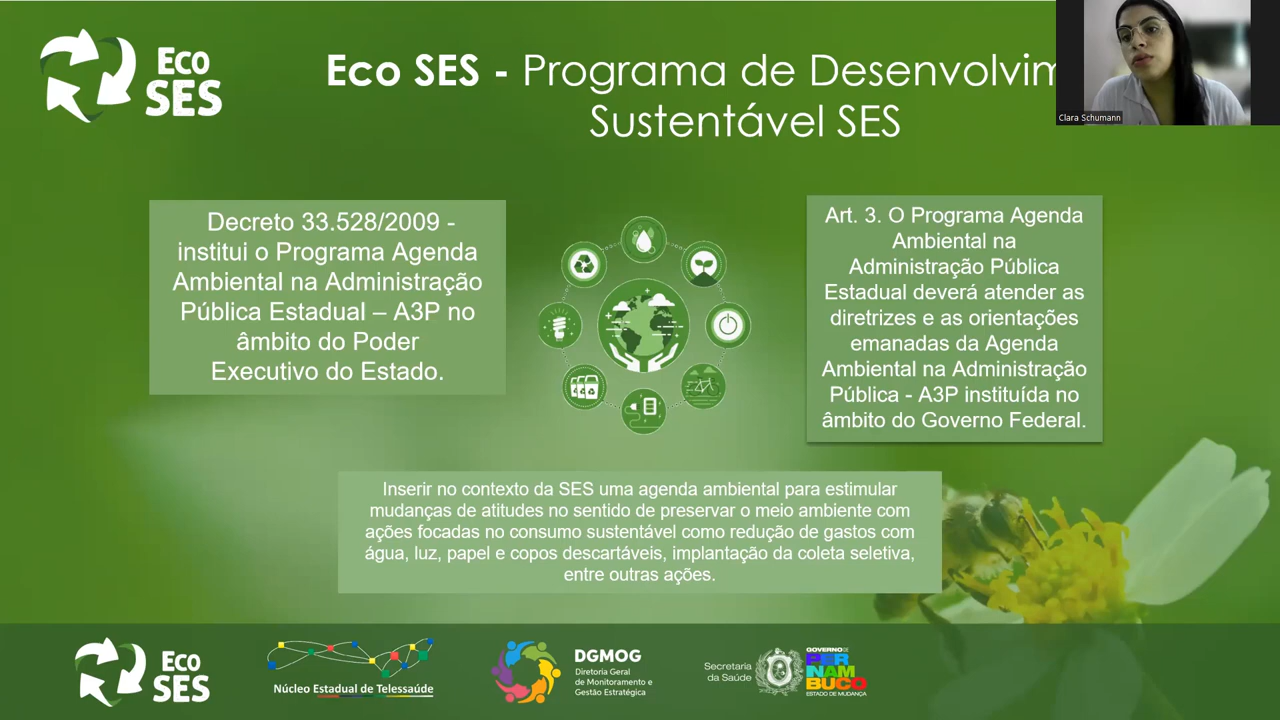 Eco
SES
Eco SES - Programa de Desenvolvim
Sustentável SES
Clara Schumann
Decreto 33.528/2009 -
institui o Programa Agenda
Ambiental na Administração
Pública Estadual – A3P no
âmbito do Poder
Executivo do Estado.
Art. 3. O Programa Agenda
Ambiental na
Administração Pública
Estadual deverá atender as
diretrizes e as orientações
emanadas da Agenda
Ambiental na Administração
Pública - A3P instituída no
âmbito do Governo Federal.
Inserir no contexto da SES uma agenda ambiental para estimular
mudanças de atitudes no sentido de preservar o meio ambiente com
ações focadas no consumo sustentável como redução de gastos com
água, luz, papel e copos descartáveis, implantação da coleta seletiva,
entre outras ações.
Eco
SES
Núcleo Estadual de Telessaúde
DGMOG
Diretoria Geral
de Monitoramento e
Gestão Estratégica
Secretaria
da Saúde
GOVERNO DE
PER
NAM
BUCO
ESTADO DE MUDANÇA